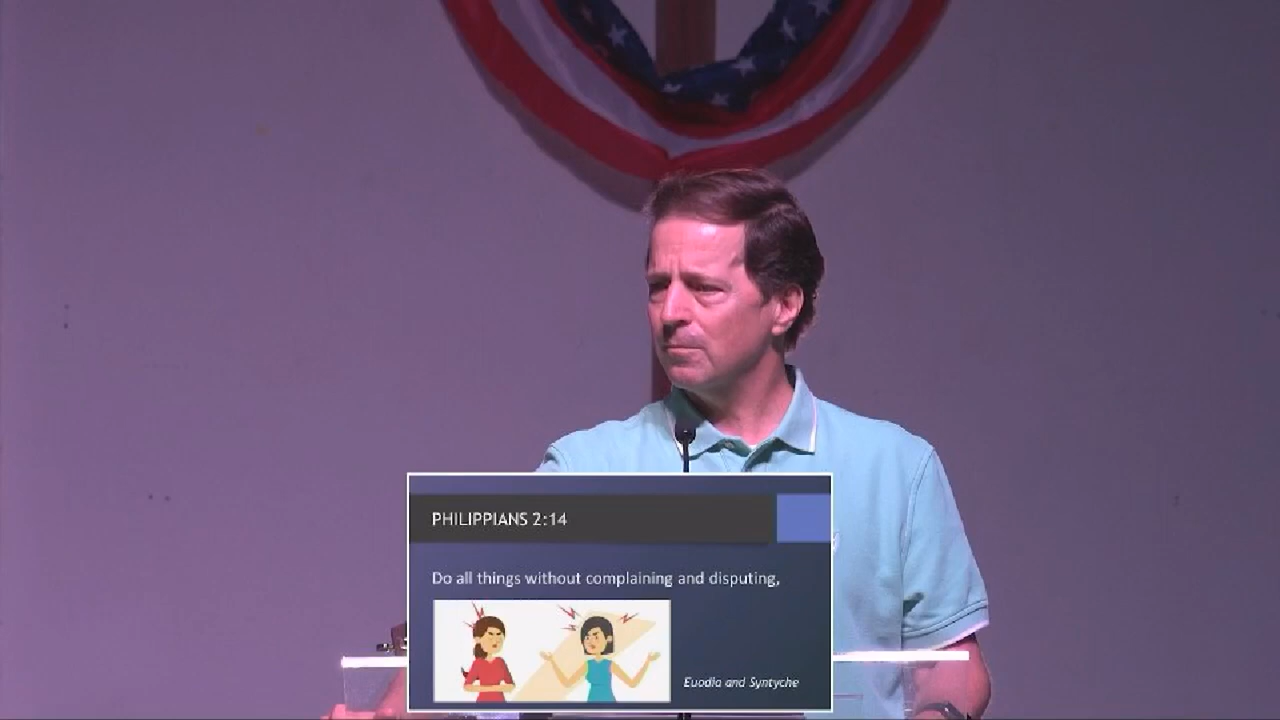 PHILIPPIANS 2:14
Do all things without complaining and disputing,
Euodia and Syntyche